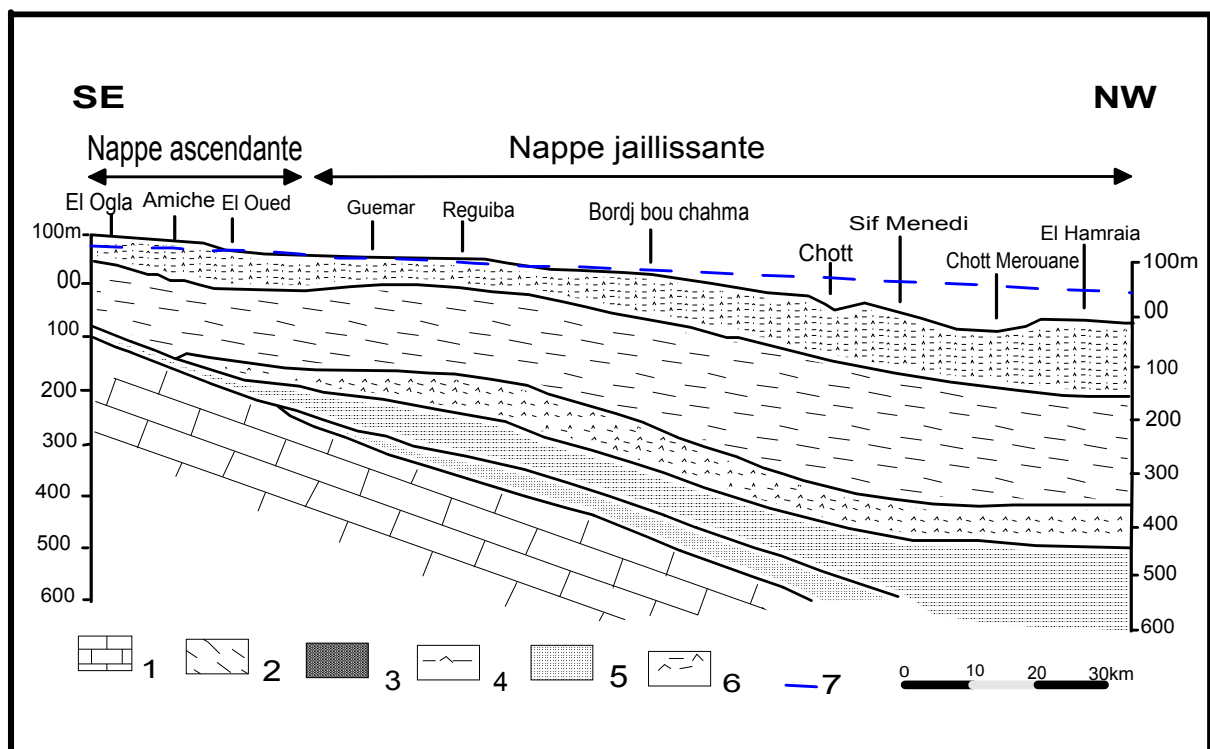 SE NW
Nappe ascendante Nappe jaillissante
El Ogla Amiche El Oued Guemar Reguiba Bordj bou chahma Chott Sif Menedi Chott Merouane El Hamraia
100m 100m
00 00
100 100
200 200
300 300
400 400
500 500
600 600
1 2 3 4 5 6 7
0 10 20 30km